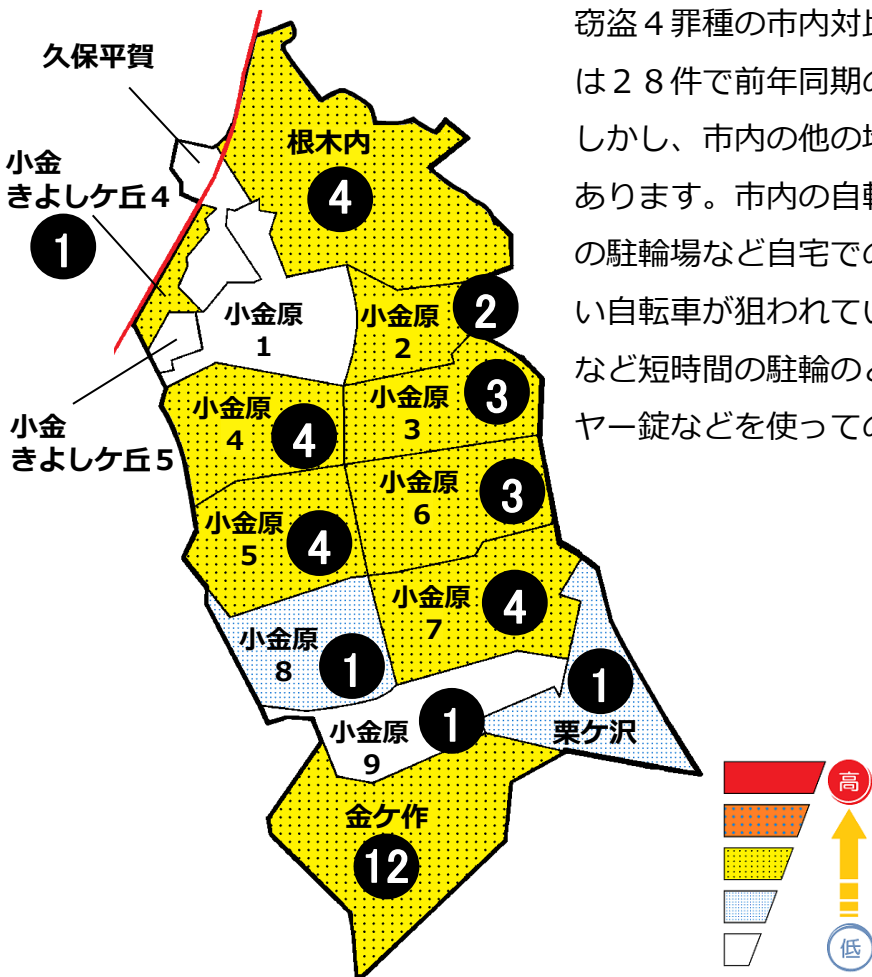 窃盗４罪種の市内対
は２８件で前年同期
しかし、市内の他の
あります。市内の自
の駐輪場など自宅で
い自転車が狙われて
など短時間の駐輪の
ヤー錠などを使って
久保平賀
小金
きよしケ丘４
1
根木内
4
小金原
1
小金原
2
2
小金原
3
3
小金原
4
4
小金
きよしケ丘５
小金原
5
4
小金原
6
3
小金原
7
4
小金原
8
1
小金原
9
1
1
栗ケ沢
金ケ作
12
高
低